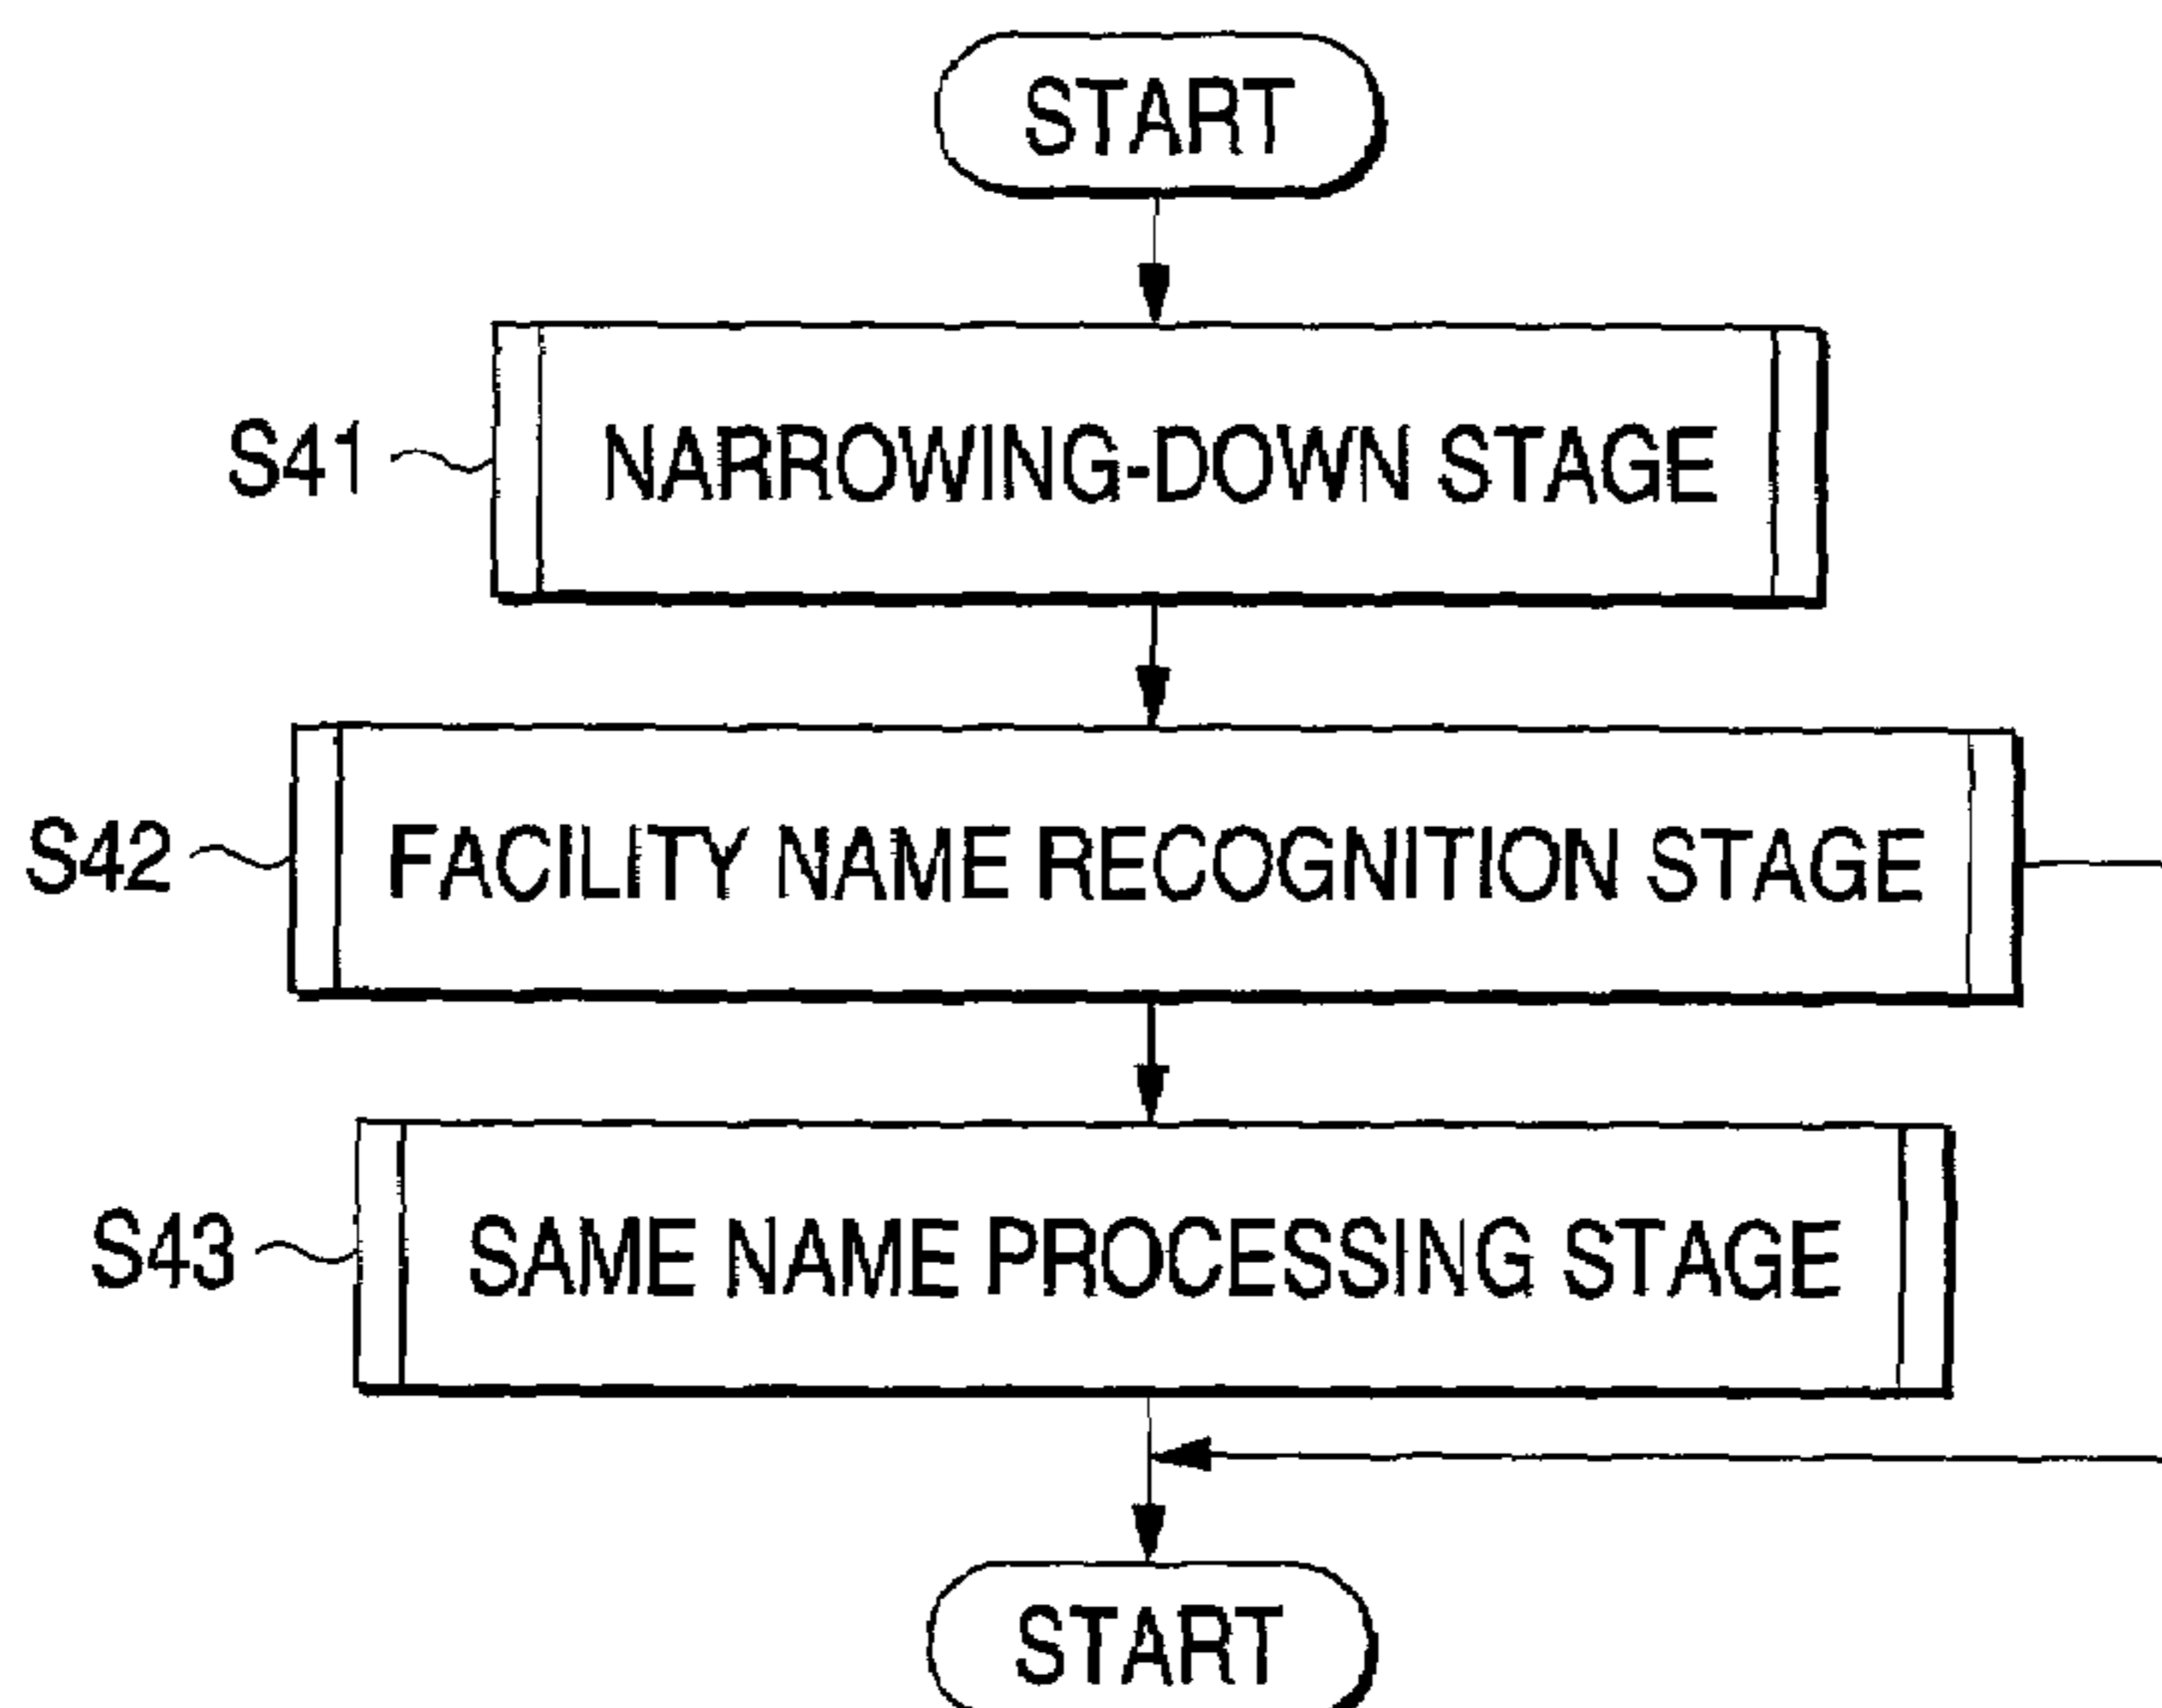 START
S41 NARROWING-DOWN STAGE
S42 FACILITY NAME RECOGNITION STAGE
S43 SAME NAME PROCESSING STAGE
START